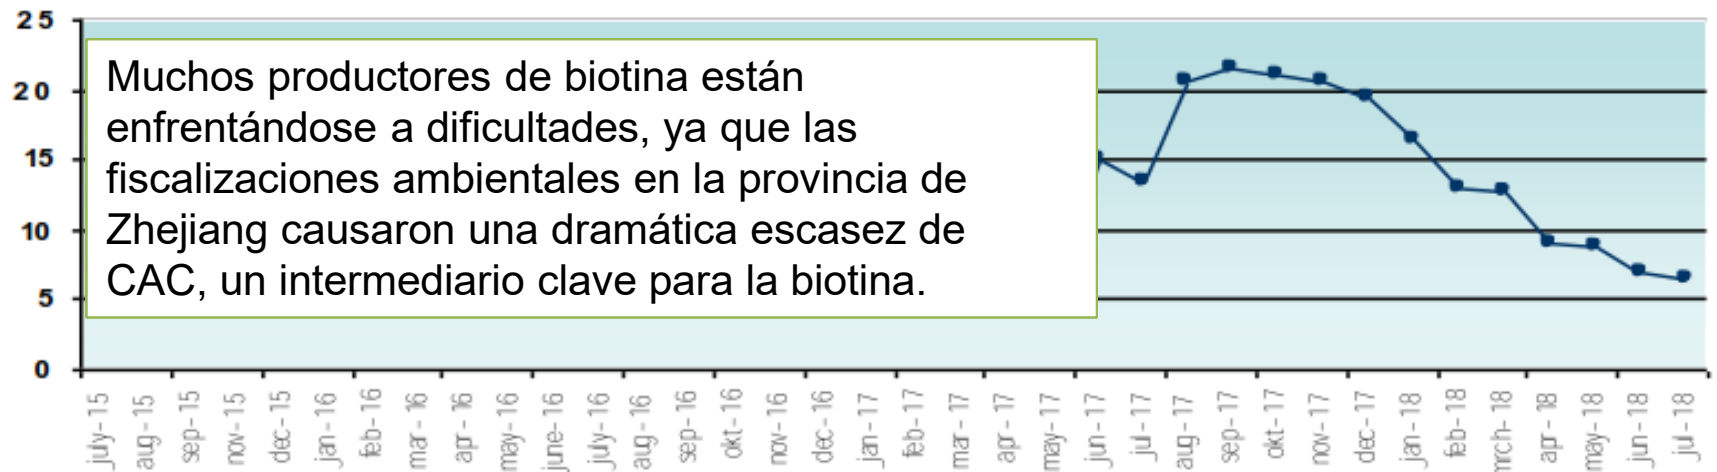 25
20
15
10
5
0
Muchos productores de biotina están
enfrentándose a dificultades, ya que las
fiscalizaciones ambientales en la provincia de
Zhejiang causaron una dramática escasez de
CAC, un intermediario clave para la biotina.
july-15
aug-15
sep-15
nov-15
dec-15
jan-16
feb-16
mar-16
apr-16
may-16
june-16
july-16
aug-16
sep-16
okt-16
nov-16
dec-16
jan-17
feb-17
mar-17
apr-17
may-17
jun-17
jul-17
aug-17
sep-17
okt-17
nov-17
dec-17
jan-18
feb-18
mrch-18
apr-18
may-18
jun-18
jul-18